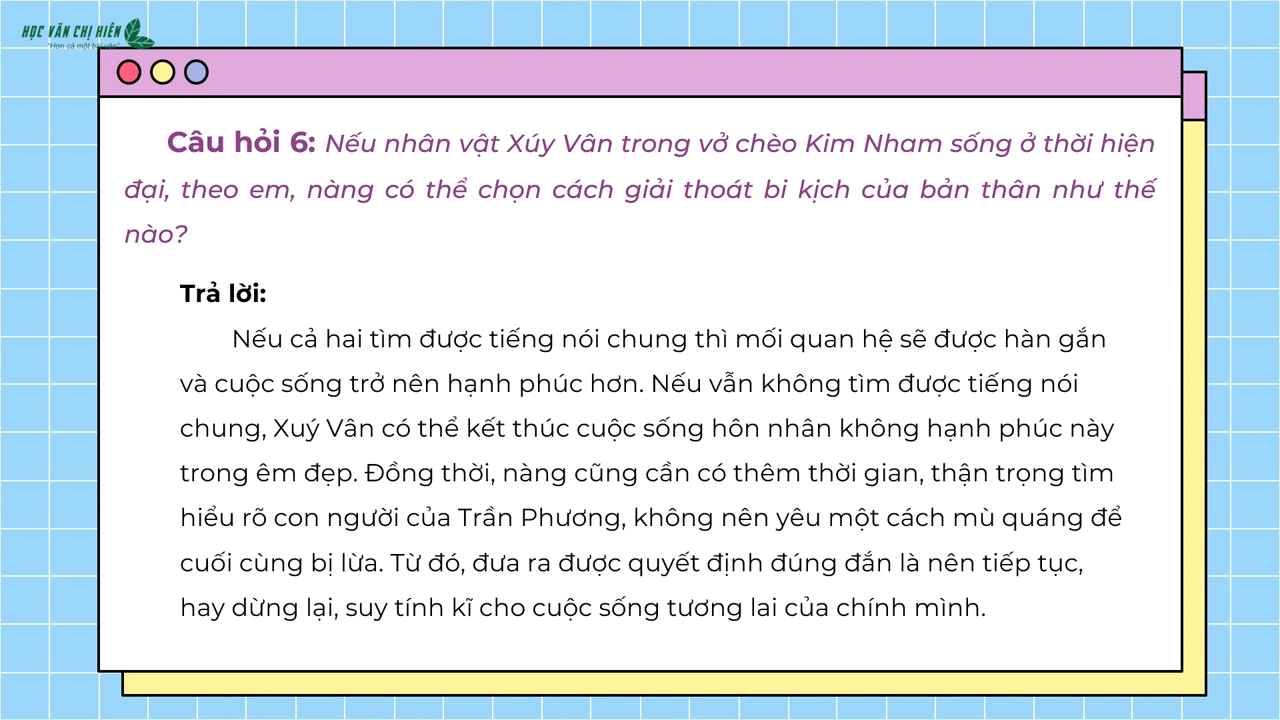 HỌC VĂN CHỊ HIÊN
"Hơn cả một bài văn"
Câu hỏi 6: Nếu nhân vật Xúy Vân trong vở chèo Kim Nham sống ở thời hiện
đại, theo em, nàng có thể chọn cách giải thoát bi kịch của bản thân như thế
nào?
Trả lời:
Nếu cả hai tìm được tiếng nói chung thì mối quan hệ sẽ được hàn gắn
và cuộc sống trở nên hạnh phúc hơn. Nếu vẫn không tìm được tiếng nói
chung, Xuý Vân có thể kết thúc cuộc sống hôn nhân không hạnh phúc này
trong êm đẹp. Đồng thời, nàng cũng cần có thêm thời gian, thận trọng tìm
hiểu rõ con người của Trần Phương, không nên yêu một cách mù quáng để
cuối cùng bị lừa. Từ đó, đưa ra được quyết định đúng đắn là nên tiếp tục,
hay dừng lại, suy tính kĩ cho cuộc sống tương lai của chính mình.